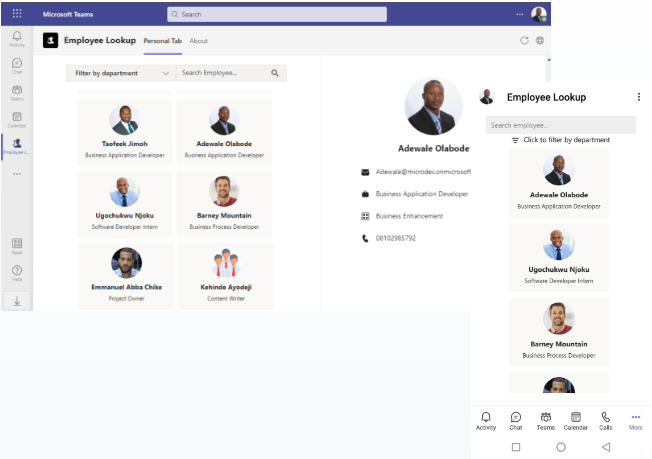 Microsoft Teams
Search
Activity
Chat
Teams
Calendar
Employee L...
Apps
Help
Employee Lookup
Personal Tab
About
Filter by department
Search Employee...
Taofeek Jimoh
Business Application Developer
Adewale Olabode
Business Application Developer
Ugochukwu Njoku
Software Developer Intern
Barney Mountain
Business Process Developer
Emmanuel Abba Chike
Project Owner
Kehinde Ayodeji
Content Writer
Adewale Olabode
Adewale@microdev.onmicrosoft
Business Application Developer
Business Enhancement
08102985792
Employee Lookup
Search employee...
Click to filter by department
Adewale Olabode
Business Application Developer
Ugochukwu Njoku
Software Developer Intern
Barney Mountain
Business Process Developer
Activity
Chat
Teams
Calendar
Calls
More